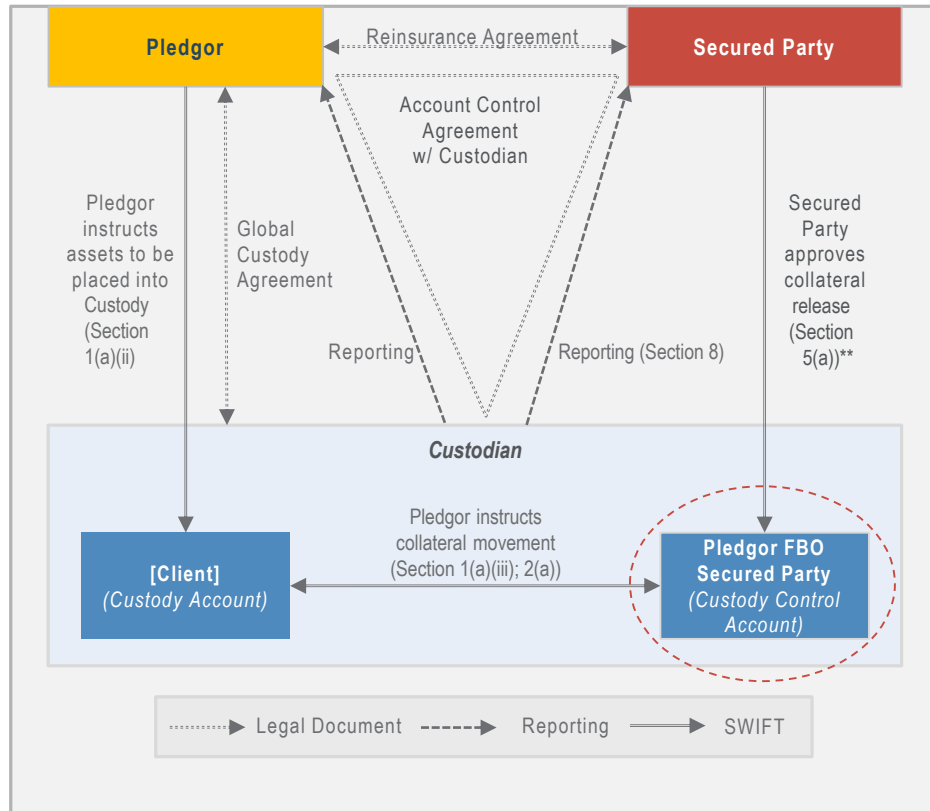 Pledgor
Reinsurance Agreement
Secured Party
Account Control
Agreement
w/ Custodian
Pledgor
instructs
assets to be
placed into
Custody
(Section
1(a)(ii)
Global
Custody
Agreement
Secured
Party
approves
collateral
release
(Section
5(a))**
Reporting
Reporting (Section 8)
Custodian
[Client]
(Custody Account)
Pledgor instructs
collateral movement
(Section 1(a)(iii); 2(a))
Pledgor FBO
Secured Party
(Custody Control
Account)
Legal Document
Reporting
SWIFT